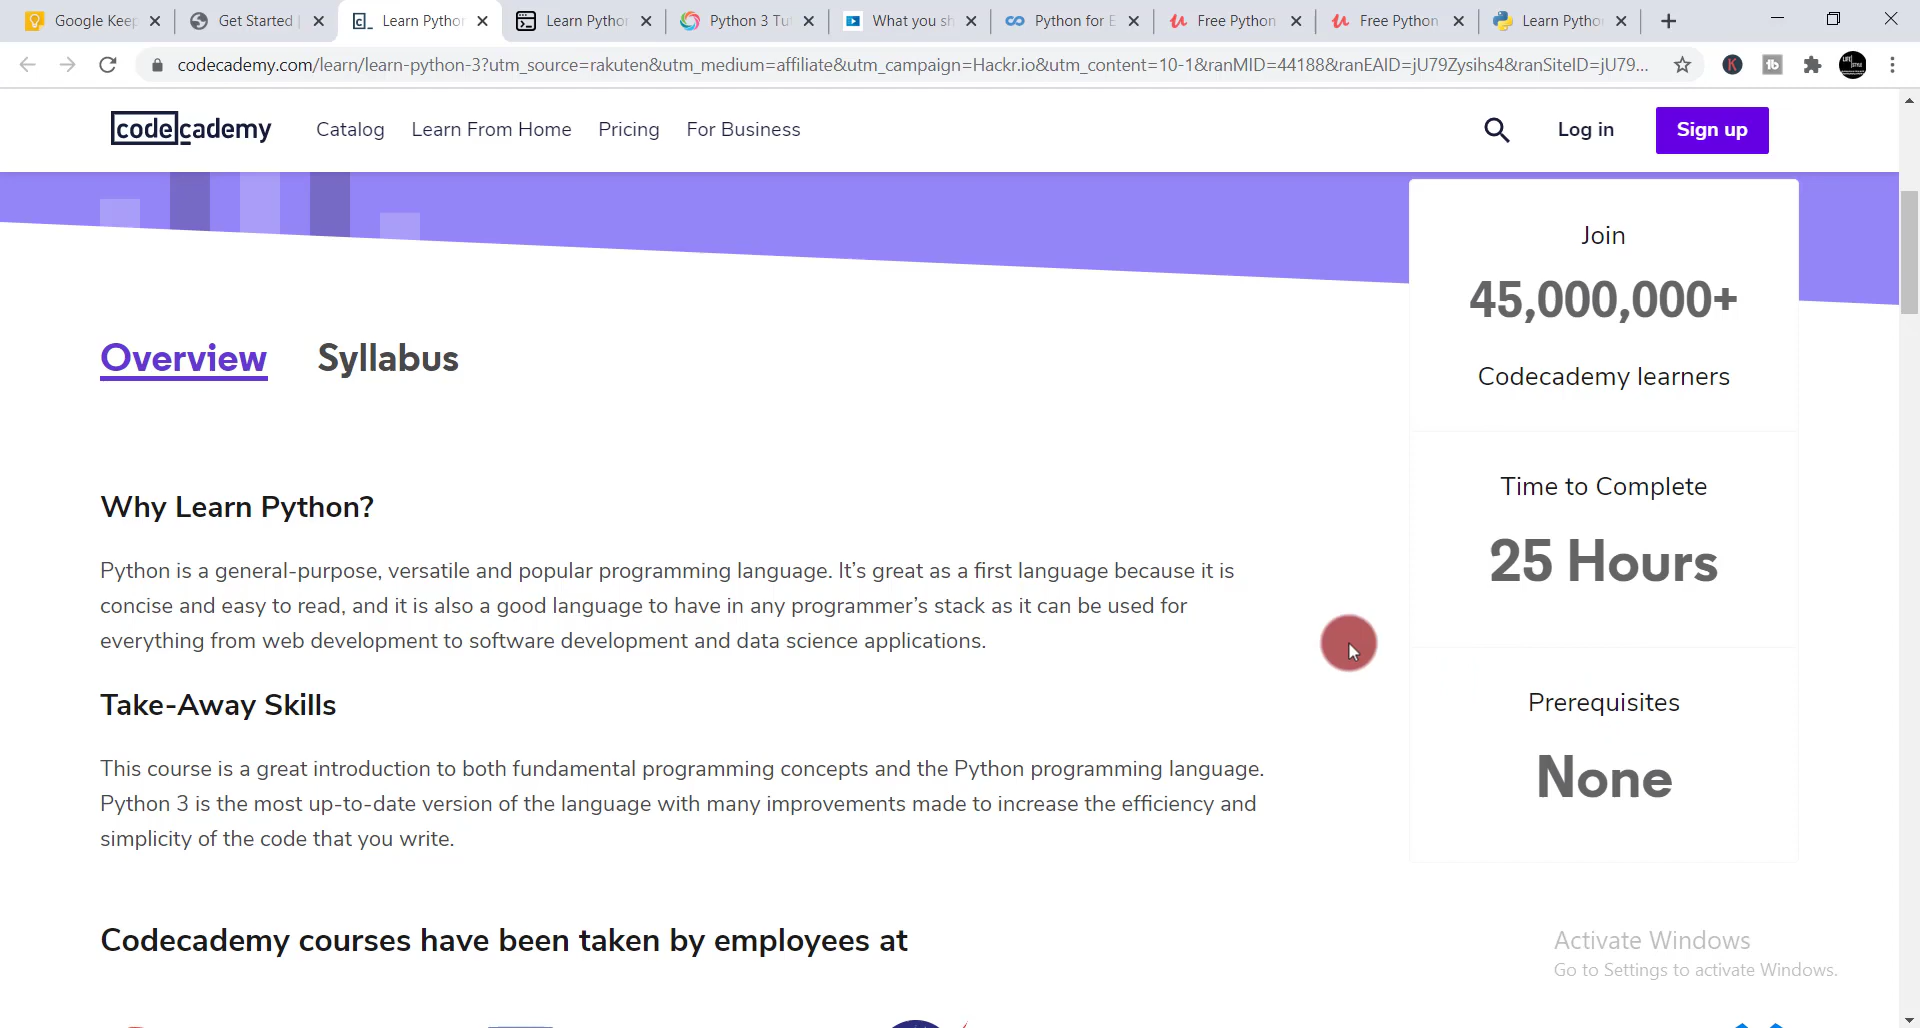 Google Keep
Get Started
Learn Python
Learn Python
Python 3 Tut
What you sh
Python for E
Free Python
Free Python
Learn Python
codecademy.com/learn/learn-python-3?utm_source=rakuten&utm_medium=affiliate&utm_campaign=Hackr.io&utm_content=10-1&ranMID=44188&ranEAID=jU79Zysihs4&ranSiteID=jU79...
codecademy
Catalog
Learn From Home
Pricing
For Business
Log in
Sign up
Join
45,000,000+
Codecademy learners
Overview
Syllabus
Time to Complete
25 Hours
Why Learn Python?
Python is a general-purpose, versatile and popular programming language. It’s great as a first language because it is
concise and easy to read, and it is also a good language to have in any programmer’s stack as it can be used for
everything from web development to software development and data science applications.
Prerequisites
None
Take-Away Skills
This course is a great introduction to both fundamental programming concepts and the Python programming language.
Python 3 is the most up-to-date version of the language with many improvements made to increase the efficiency and
simplicity of the code that you write.
Codecademy courses have been taken by employees at
Activate Windows
Go to Settings to activate Windows.